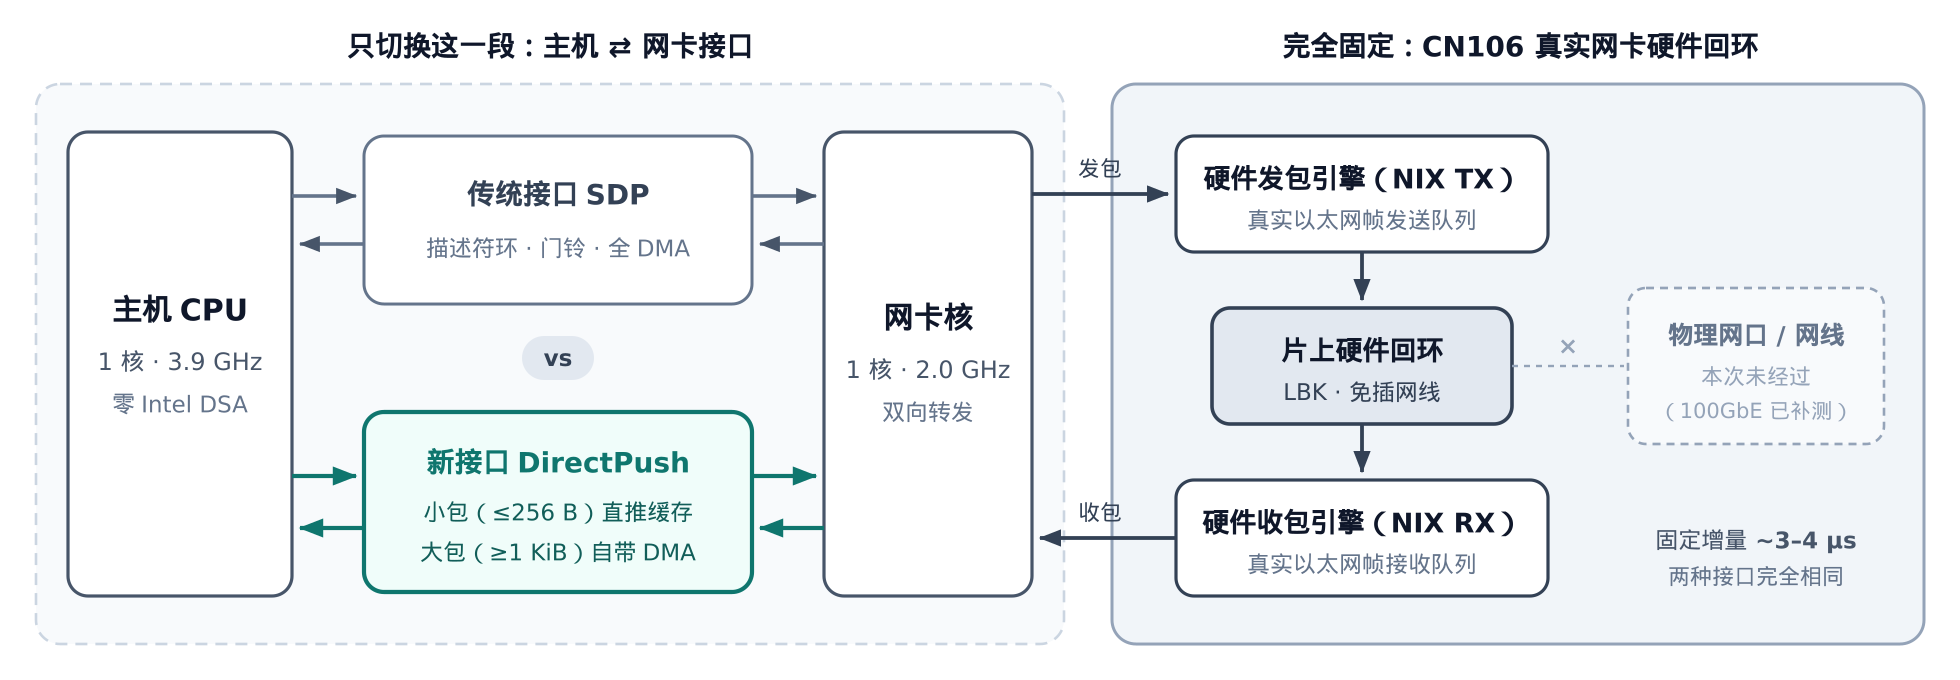 只切换这一段：主机 ⇄ 网卡接口
完全固定：CN106 真实网卡硬件回环
主机 CPU
1 核 · 3.9 GHz
零 Intel DSA
传统接口 SDP
描述符环 · 门铃 · 全 DMA
vs
新接口 DirectPush
小包（≤256 B）直推缓存
大包（≥1 KiB）自带 DMA
网卡核
1 核 · 2.0 GHz
双向转发
发包
收包
硬件发包引擎（NIX TX）
真实以太网帧发送队列
片上硬件回环
LBK · 免插网线
×
物理网口 / 网线
本次未经过
（100GbE 已补测）
硬件收包引擎（NIX RX）
真实以太网帧接收队列
固定增量 ~3–4 µs
两种接口完全相同